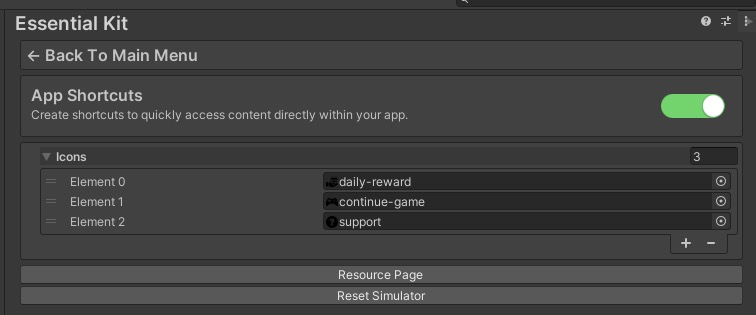 Essential Kit
← Back To Main Menu
App Shortcuts
Create shortcuts to quickly access content directly within your app.
Icons 3
Element 0 daily-reward
Element 1 continue-game
Element 2 support
+ −
Resource Page
Reset Simulator